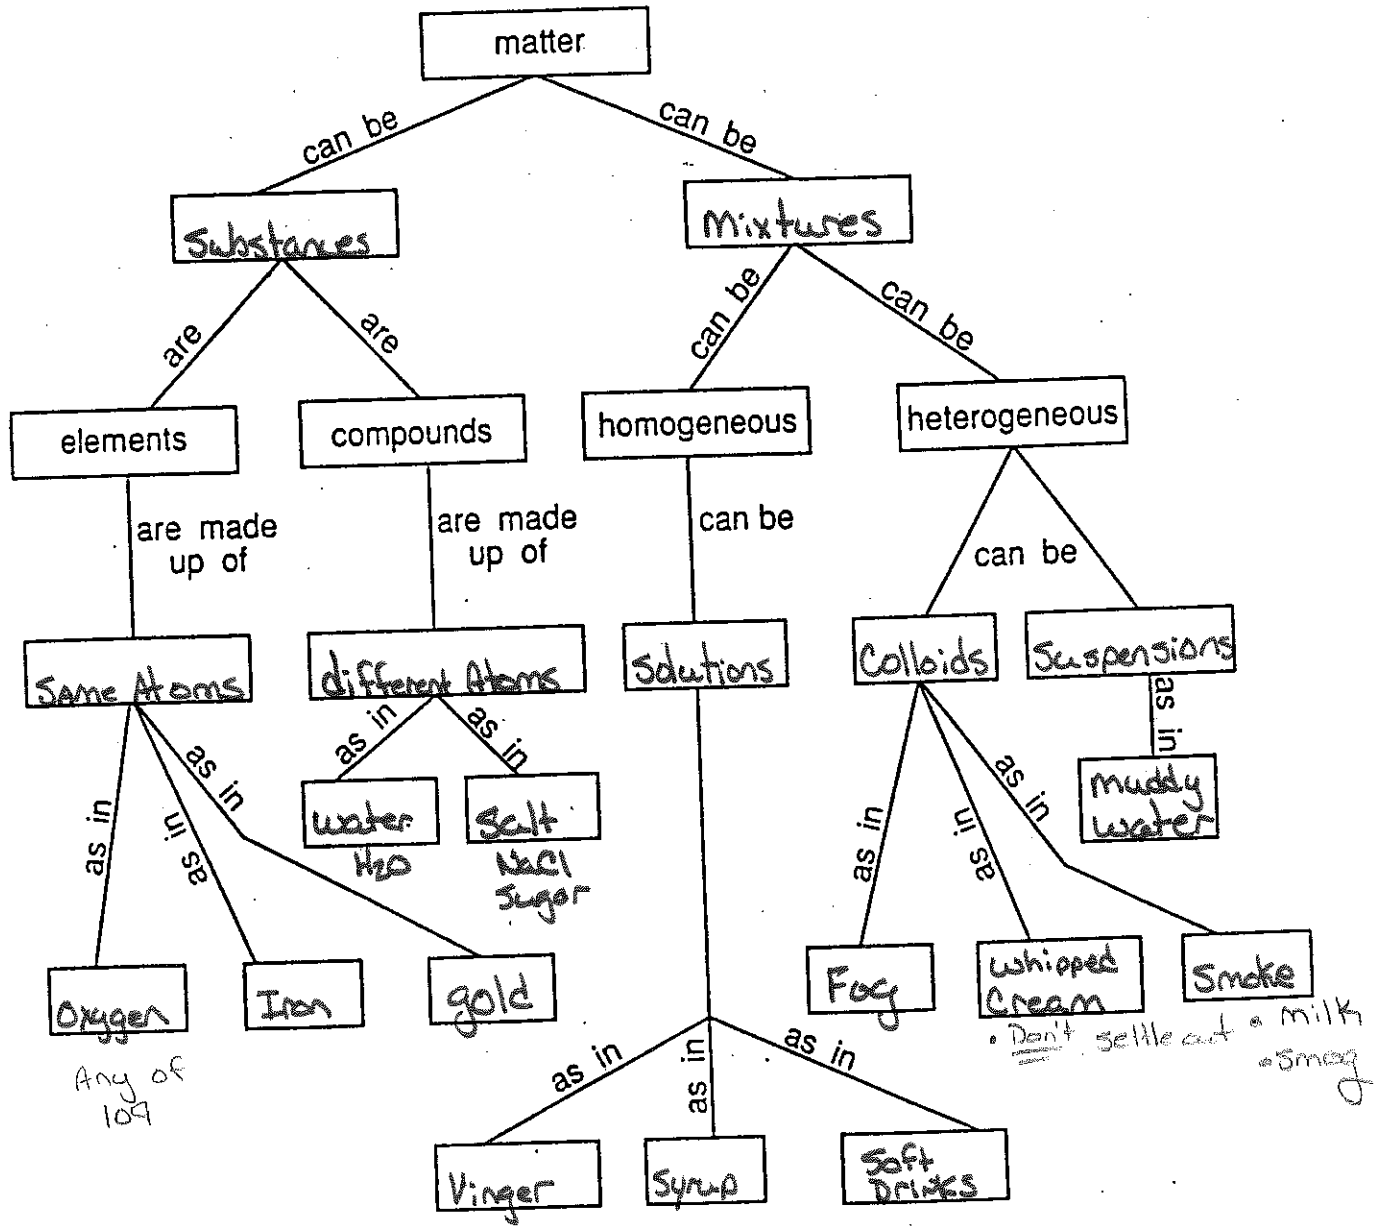 matter
can be
can be
Substances
Mixtures
are
are
can be
can be
elements
compounds
homogeneous
heterogeneous
are made
up of
are made
up of
can be
can be
Same Atoms
different Atoms
Solutions
Colloids
Suspensions
as in
as in
as in
as in
as in
as in
as in
as in
as in
water
H2O
Salt
NaCl
Sugar
muddy
water
Oxygen
Iron
gold
Fog
Whipped
Cream
Smoke
Any of
109
• Don't settle out
• Milk
• Smog
as in
as in
as in
Vinger
Syrup
Soft
Drinks